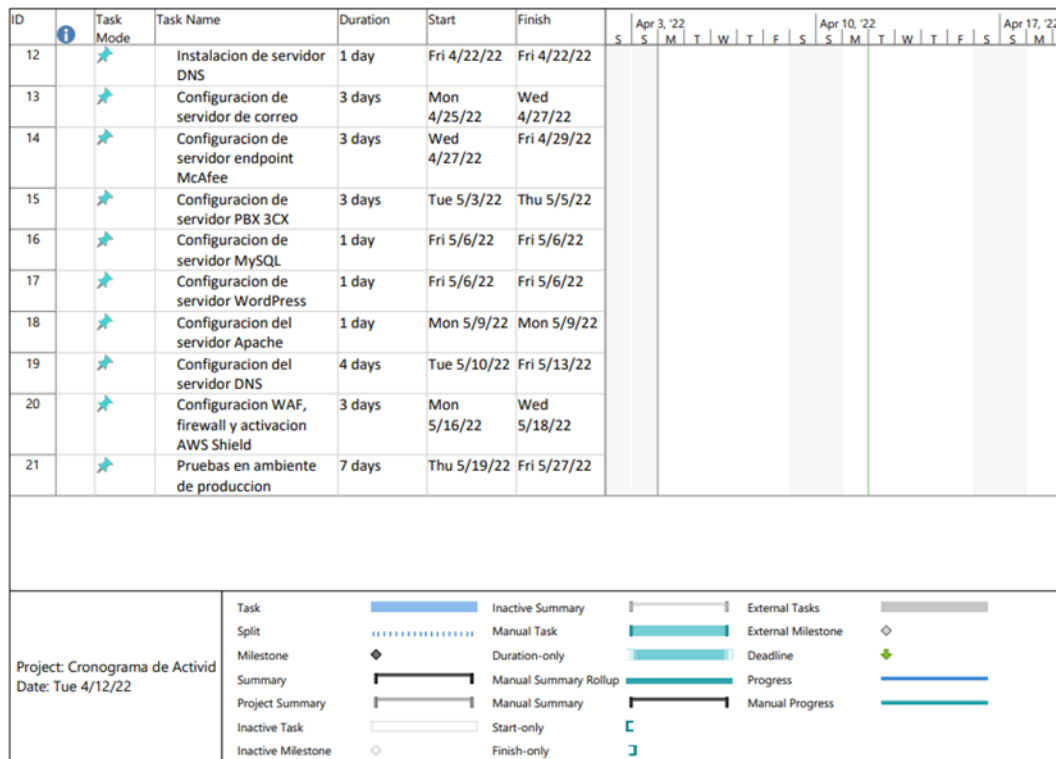 ID Task Mode Task Name Duration Start Finish Apr 3, '22 Apr 10, '22 Apr 17, '22
S S M T W T F S S M T W T F S S M
12 Instalacion de servidor DNS 1 day Fri 4/22/22 Fri 4/22/22
13 Configuracion de servidor de correo 3 days Mon 4/25/22 Wed 4/27/22
14 Configuracion de servidor endpoint McAfee 3 days Wed 4/27/22 Fri 4/29/22
15 Configuracion de servidor PBX 3CX 3 days Tue 5/3/22 Thu 5/5/22
16 Configuracion de servidor MySQL 1 day Fri 5/6/22 Fri 5/6/22
17 Configuracion de servidor WordPress 1 day Fri 5/6/22 Fri 5/6/22
18 Configuracion del servidor Apache 1 day Mon 5/9/22 Mon 5/9/22
19 Configuracion del servidor DNS 4 days Tue 5/10/22 Fri 5/13/22
20 Configuracion WAF, firewall y activacion AWS Shield 3 days Mon 5/16/22 Wed 5/18/22
21 Pruebas en ambiente de produccion 7 days Thu 5/19/22 Fri 5/27/22
Project: Cronograma de Activid
Date: Tue 4/12/22
Task
Split
Milestone
Summary
Project Summary
Inactive Task
Inactive Milestone
Inactive Summary
Manual Task
Duration-only
Manual Summary Rollup
Manual Summary
Start-only
Finish-only
External Tasks
External Milestone
Deadline
Progress
Manual Progress